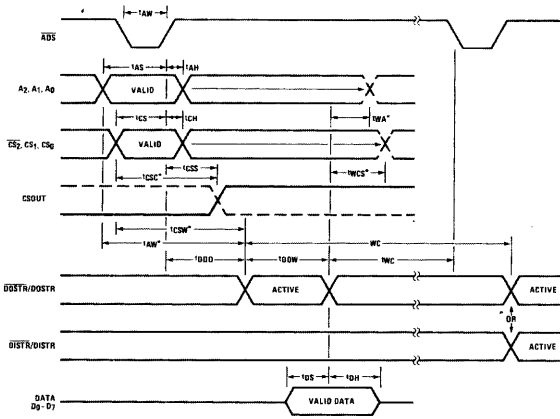 tAW
ADS
tAS
tAH
A2, A1, A0
VALID
tWA*
tCS
tCH
CS2, CS1, CS0
VALID
tCSS
tWCS*
tCSC*
CSOUT
tCSW*
tAW*
WC
tDDD
tDOW
tWC
DOSTR/DOSTR
ACTIVE
ACTIVE
OR
DISTR/DISTR
ACTIVE
tDS
tDH
DATA
D0-D7
VALID DATA